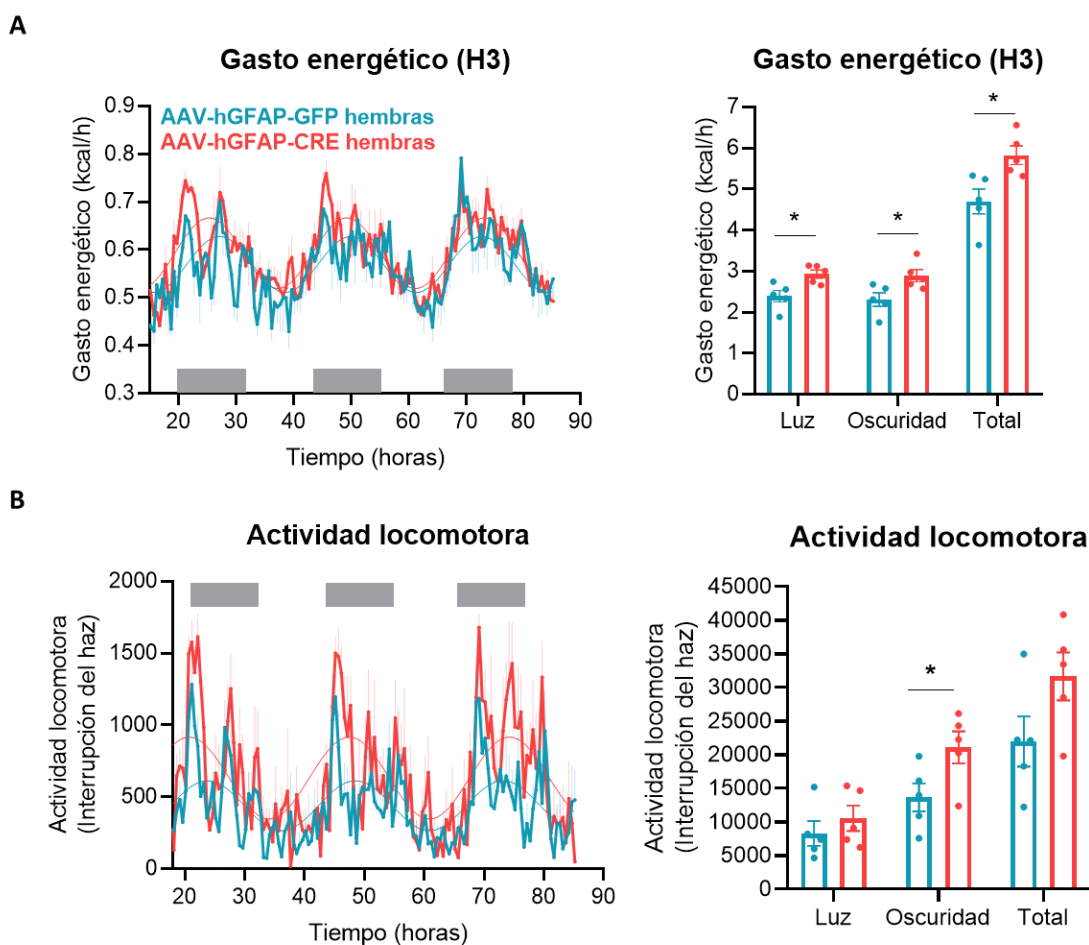 A
Gasto energético (H3)
AAV-hGFAP-GFP hembras
AAV-hGFAP-CRE hembras
Gasto energético (kcal/h)
0.9
0.8
0.7
0.6
0.5
0.4
0.3
20 30 40 50 60 70 80 90
Tiempo (horas)
Gasto energético (H3)
Gasto energético (kcal/h)
7
6
5
4
3
2
1
0
* * *
Luz Oscuridad Total
B
Actividad locomotora
Actividad locomotora
(Interrupción del haz)
2000
1500
1000
500
0
20 30 40 50 60 70 80 90
Tiempo (horas)
Actividad locomotora
Actividad locomotora
(Interrupción del haz)
45000
40000
35000
30000
25000
20000
15000
10000
5000
0
*
Luz Oscuridad Total